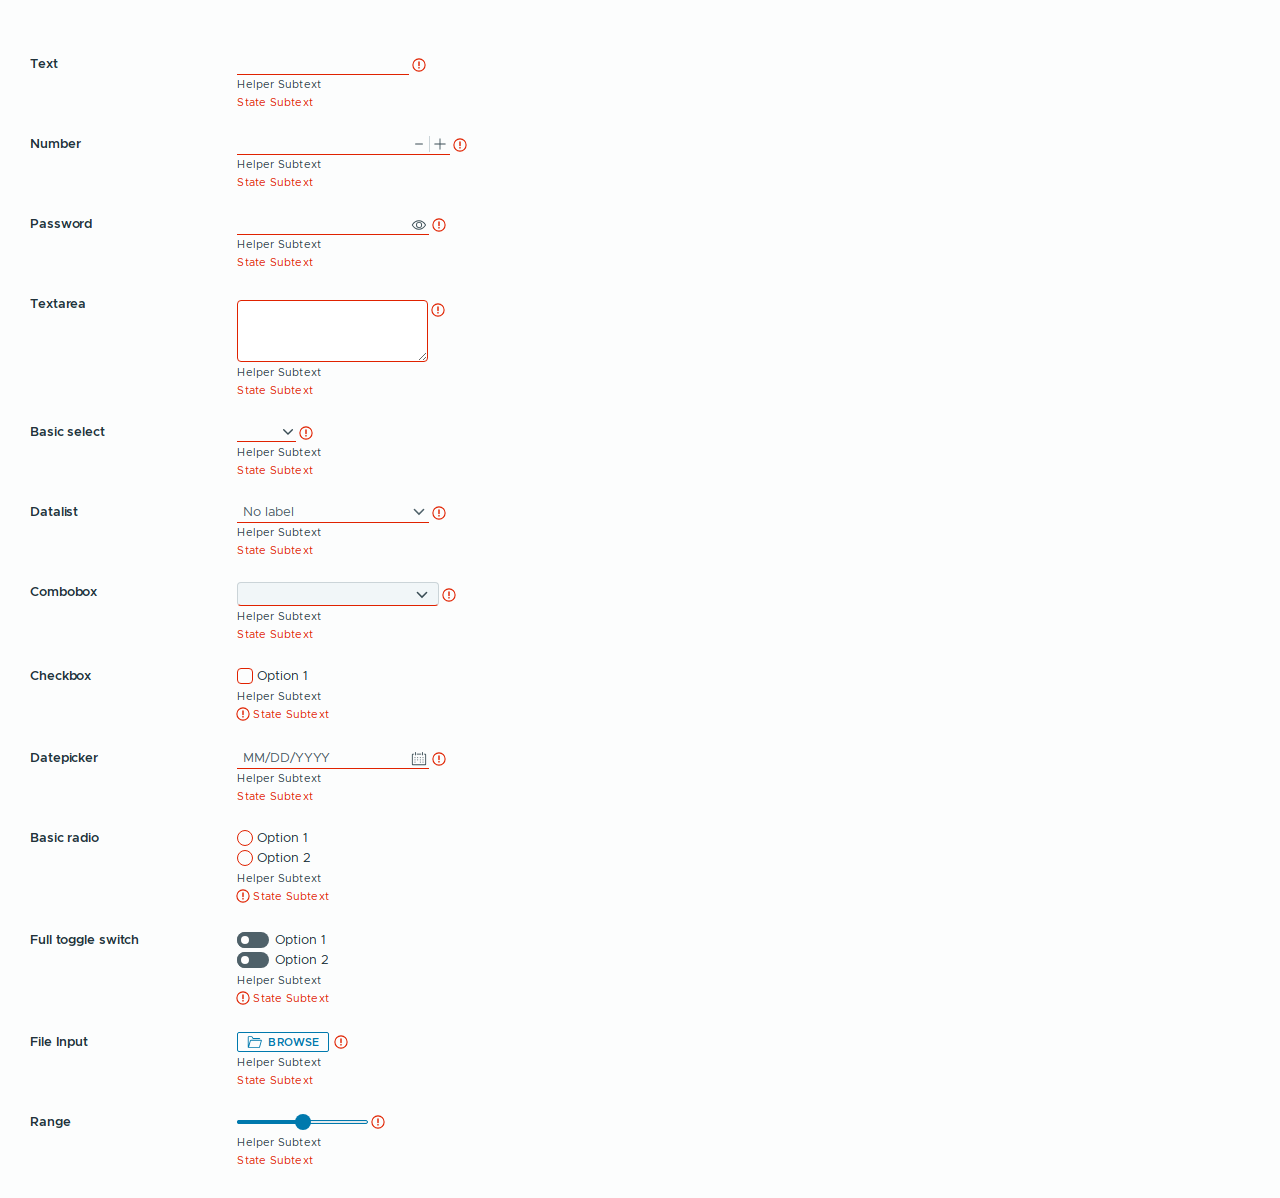 Text
Helper Subtext
State Subtext
Number
Helper Subtext
State Subtext
Password
Helper Subtext
State Subtext
Textarea
Helper Subtext
State Subtext
Basic select
Helper Subtext
State Subtext
Datalist No label
Helper Subtext
State Subtext
Combobox
Helper Subtext
State Subtext
Checkbox Option 1
Helper Subtext
State Subtext
Datepicker MM/DD/YYYY
Helper Subtext
State Subtext
Basic radio Option 1
Option 2
Helper Subtext
State Subtext
Full toggle switch Option 1
Option 2
Helper Subtext
State Subtext
File Input BROWSE
Helper Subtext
State Subtext
Range
Helper Subtext
State Subtext